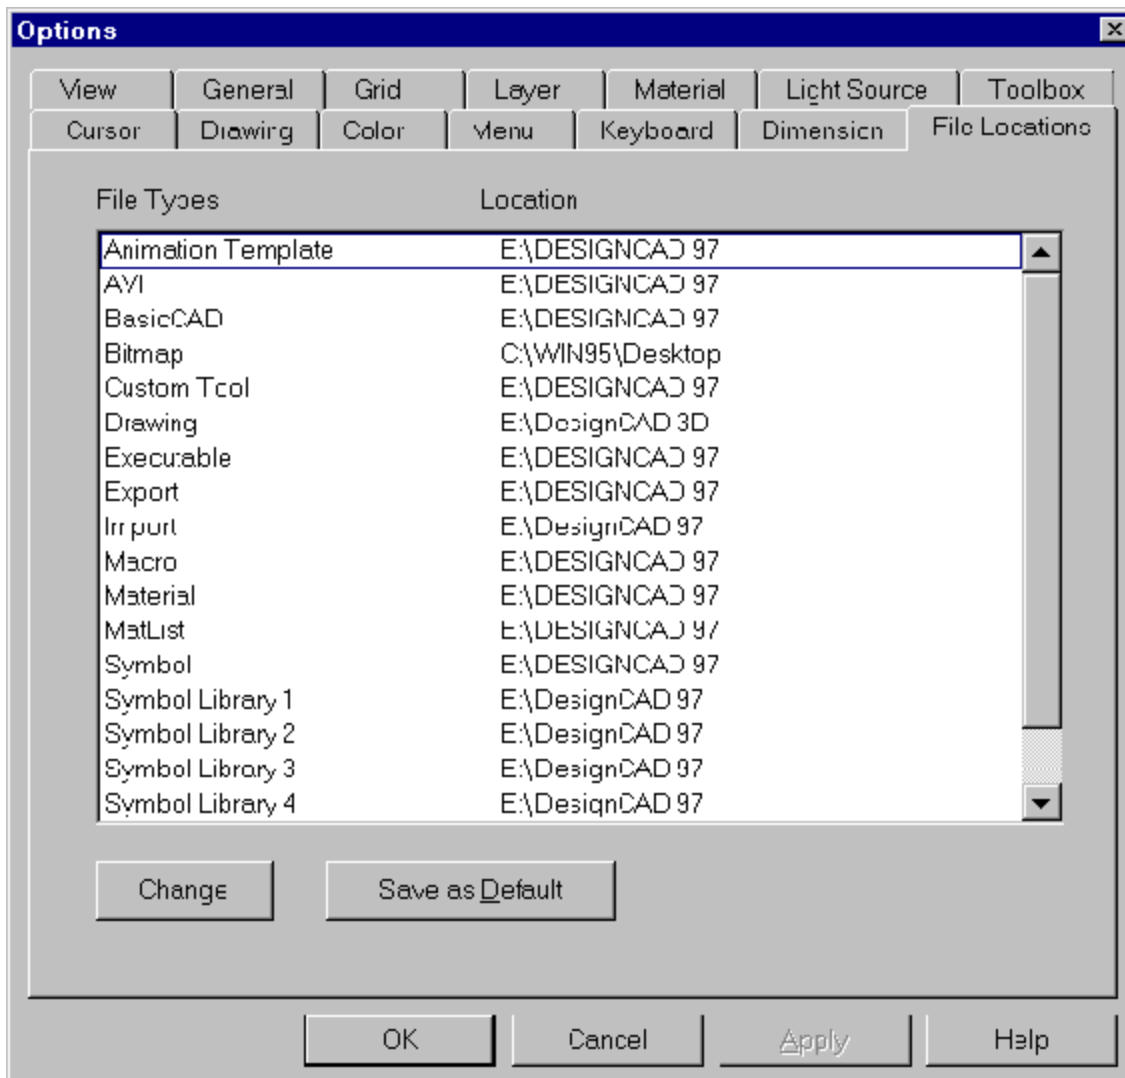 Options
View General Grid Layer Material Light Source Toolbox
Cursor Drawing Color Menu Keyboard Dimension File Locations
File Types Location
Animation Template E:\DESIGNCAD 97
AVI E:\DESIGNCAD 97
BasicCAD E:\DESIGNCAD 97
Bitmap C:\WIN95\Desktop
Custom Tool E:\DESIGNCAD 97
Drawing E:\DesignCAD 3D
Executable E:\DESIGNCAD 97
Export E:\DESIGNCAD 97
Import E:\DesignCAD 97
Macro E:\DESIGNCAD 97
Material E:\DESIGNCAD 97
MatList E:\DESIGNCAD 97
Symbol E:\DESIGNCAD 97
Symbol Library 1 E:\DesignCAD 97
Symbol Library 2 E:\DesignCAD 97
Symbol Library 3 E:\DesignCAD 97
Symbol Library 4 E:\DesignCAD 97
Change Save as Default
OK Cancel Apply Help